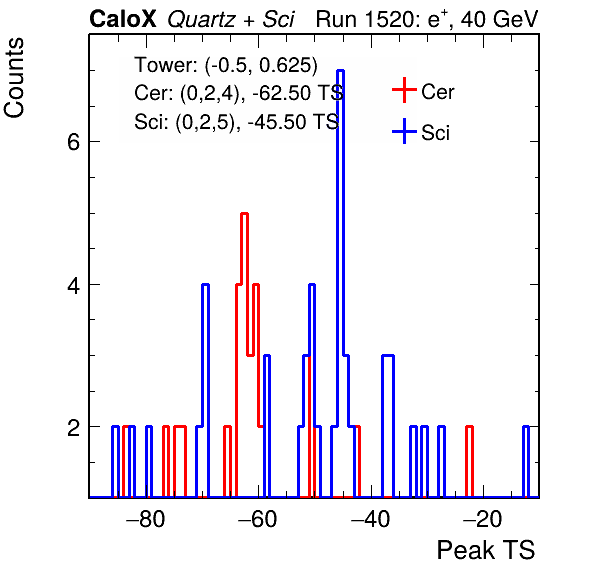 CaloX Quartz + Sci Run 1520: e⁺, 40 GeV
Counts
Tower: (-0.5, 0.625)
Cer: (0,2,4), -62.50 TS
Sci: (0,2,5), -45.50 TS
Cer
Sci
6
4
2
−80 −60 −40 −20
Peak TS